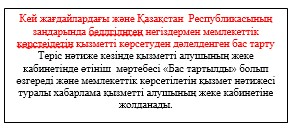 Кей жағдайлардағы және Қазақстан Республикасының
заңдарында белгіленген негіздермен мемлекеттік
көрсетілетін қызметті көрсетуден дәлелденген бас тарту
Теріс нәтиже кезінде қызметті алушының жеке
кабинетінде өтініш мәртебесі «Бас тартылды» болып
өзгереді және мемлекеттік көрсетілетін қызмет нәтижесі
туралы хабарлама қызметті алушының жеке кабинетіне
жолданады.